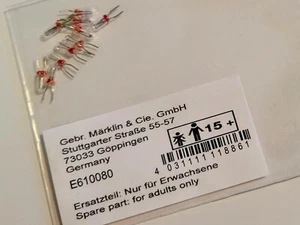 Gebr. Märklin & Cie. GmbH
Stuttgarter Straße 55-57
73033 Göppingen
Germany
E610080
Ersatzteil: Nur für Erwachsene
Spare part: for adults only
15 +
4 031111 118861